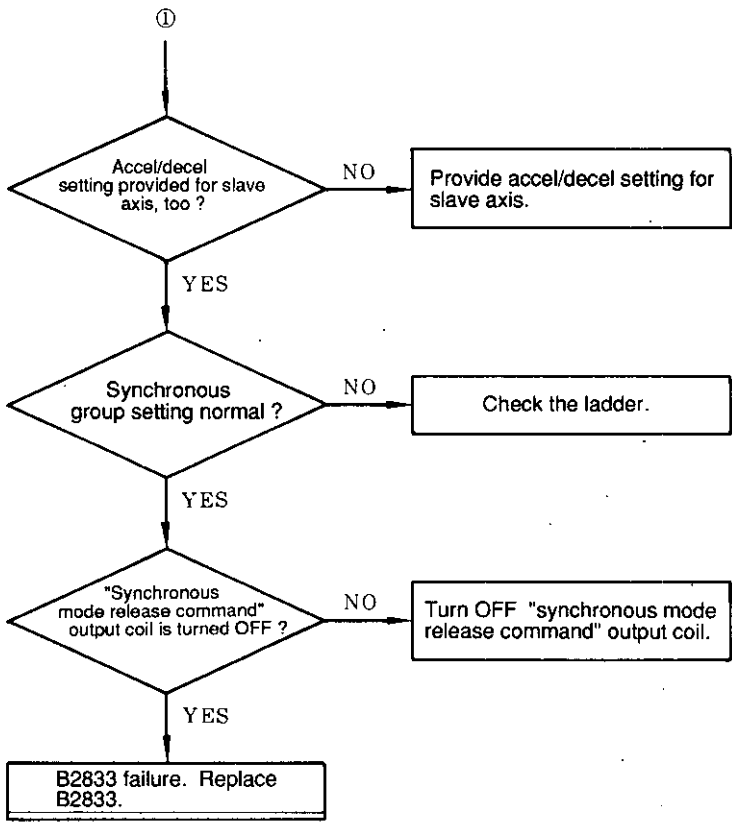 ①
Accel/decel
setting provided for slave
axis, too ?
NO
Provide accel/decel setting for
slave axis.
YES
Synchronous
group setting normal ?
NO
Check the ladder.
YES
"Synchronous
mode release command"
output coil is turned OFF ?
NO
Turn OFF "synchronous mode
release command" output coil.
YES
B2833 failure. Replace
B2833.